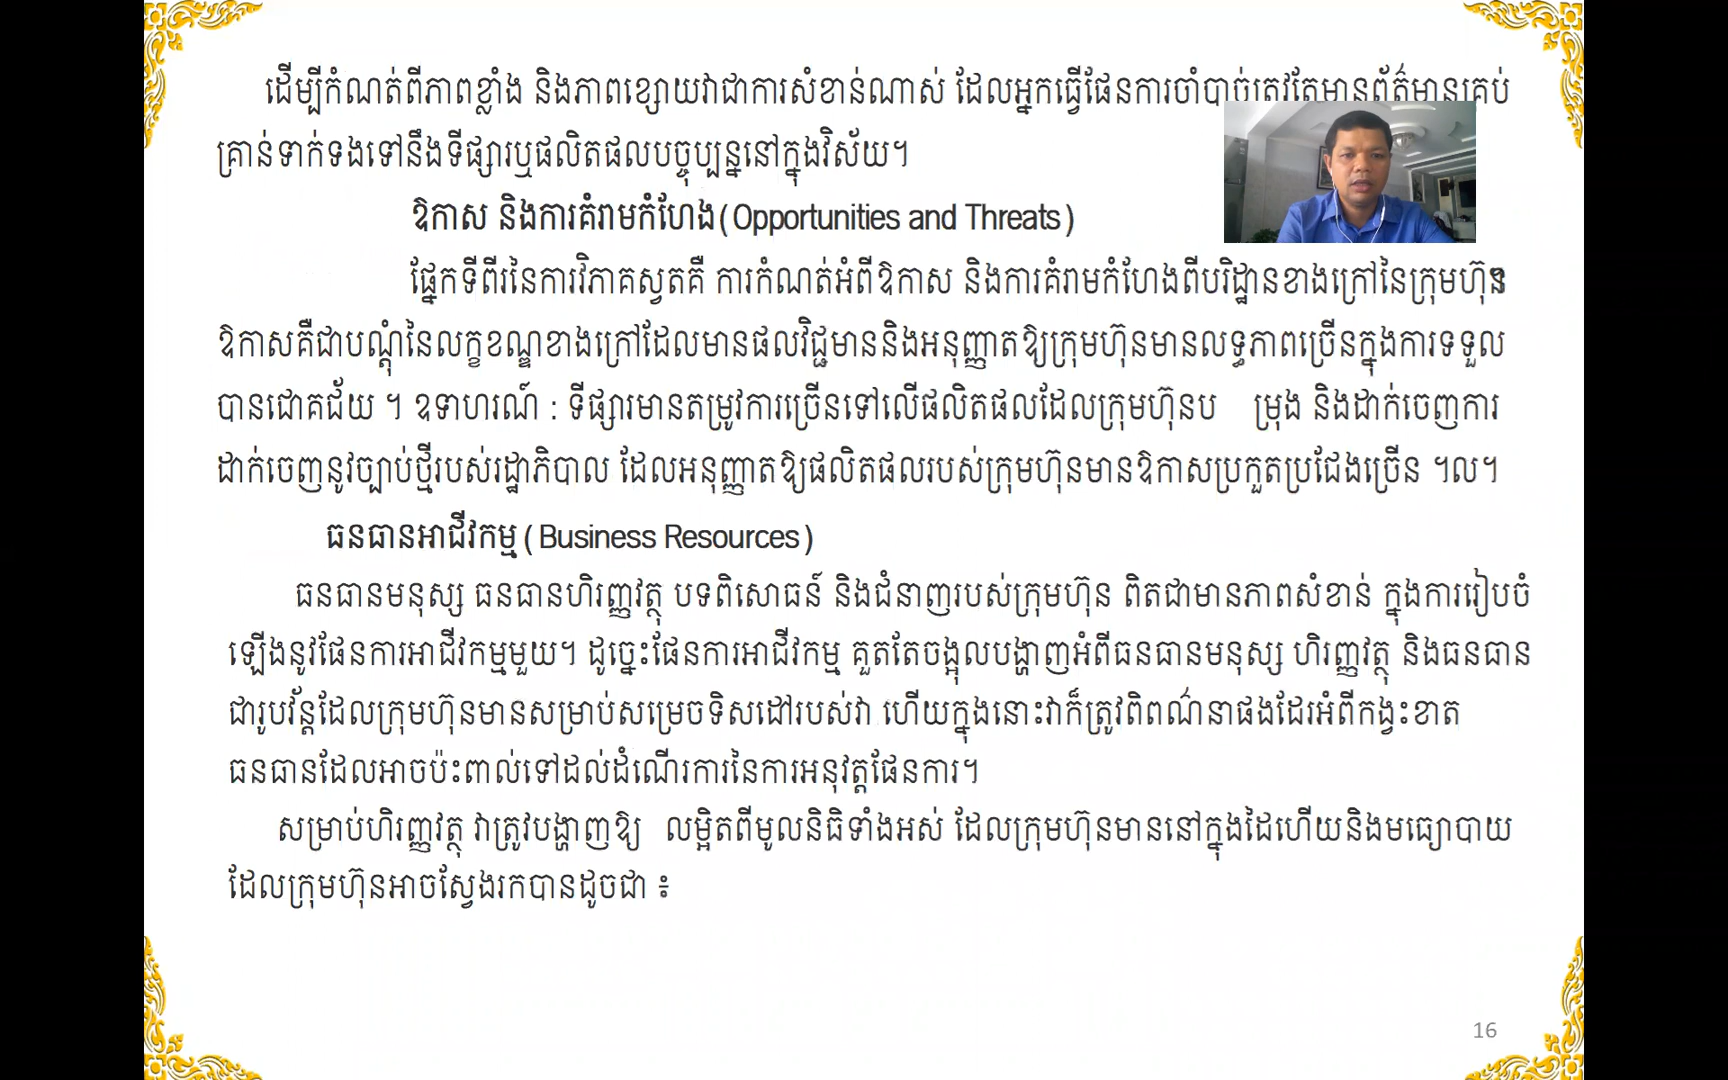 ដើម្បីកំណត់ពីភាពខ្លាំង និងភាពខ្សោយវាជាការសំខាន់ណាស់ ដែលអ្នកធ្វើផែនការចាំបាច់ត្រូវតែមានព័ត៌មានគ្រប់
គ្រាន់ទាក់ទងទៅនឹងទីផ្សារឬផលិតផលបច្ចុប្បន្ននៅក្នុងវិស័យ។
ឱកាស និងការគំរាមកំហែង(Opportunities and Threats)
ផ្នែកទីពីរនៃការវិភាគស្វតគឺ ការកំណត់អំពីឱកាស និងការគំរាមកំហែងពីបរិដ្ឋានខាងក្រៅនៃក្រុមហ៊ុន
ឱកាសគឺជាបណ្តុំនៃលក្ខខណ្ឌខាងក្រៅដែលមានផលវិជ្ជមាននិងអនុញ្ញាតឱ្យក្រុមហ៊ុនមានលទ្ធភាពច្រើនក្នុងការទទួល
បានជោគជ័យ ។ ឧទាហរណ៍ : ទីផ្សារមានតម្រូវការច្រើនទៅលើផលិតផលដែលក្រុមហ៊ុនប ម្រុង និងដាក់ចេញការ
ដាក់ចេញនូវច្បាប់ថ្មីរបស់រដ្ឋាភិបាល ដែលអនុញ្ញាតឱ្យផលិតផលរបស់ក្រុមហ៊ុនមានឱកាសប្រកួតប្រជែងច្រើន ។ល។
ធនធានអាជីវកម្ម(Business Resources)
ធនធានមនុស្ស ធនធានហិរញ្ញវត្ថុ បទពិសោធន៍ និងជំនាញរបស់ក្រុមហ៊ុន ពិតជាមានភាពសំខាន់ ក្នុងការរៀបចំ
ឡើងនូវផែនការអាជីវកម្មមួយ។ ដូច្នេះផែនការអាជីវកម្ម គួតតែចង្អុលបង្ហាញអំពីធនធានមនុស្ស ហិរញ្ញវត្ថុ និងធនធាន
ជារូបវ័ន្តដែលក្រុមហ៊ុនមានសម្រាប់សម្រេចទិសដៅរបស់វា ហើយក្នុងនោះវាក៏ត្រូវពិពណ៌នាផងដែរអំពីកង្វះខាត
ធនធានដែលអាចប៉ះពាល់ទៅដល់ដំណើរការនៃការអនុវត្តផែនការ។
សម្រាប់ហិរញ្ញវត្ថុ វាត្រូវបង្ហាញឱ្យ លម្អិតពីមូលនិធិទាំងអស់ ដែលក្រុមហ៊ុនមាននៅក្នុងដៃហើយនិងមធ្យោបាយ
ដែលក្រុមហ៊ុនអាចស្វែងរកបានដូចជា ៖
16